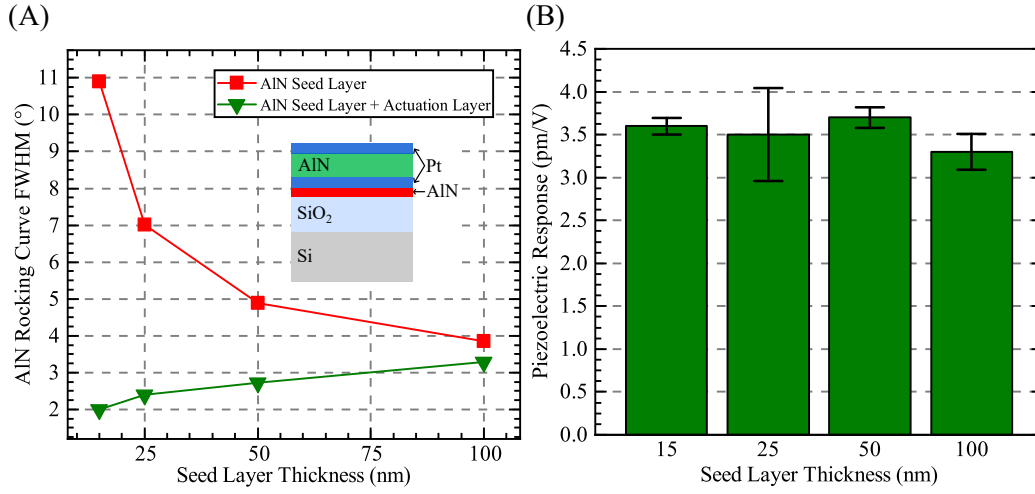 (A)
AlN Rocking Curve FWHM (°)
11
10
9
8
7
6
5
4
3
2
AlN Seed Layer
AlN Seed Layer + Actuation Layer
AlN
Pt
AlN
SiO₂
Si
25
50
75
100
Seed Layer Thickness (nm)
(B)
Piezoelectric Response (pm/V)
4.5
4.0
3.5
3.0
2.5
2.0
1.5
1.0
0.5
0.0
15
25
50
100
Seed Layer Thickness (nm)